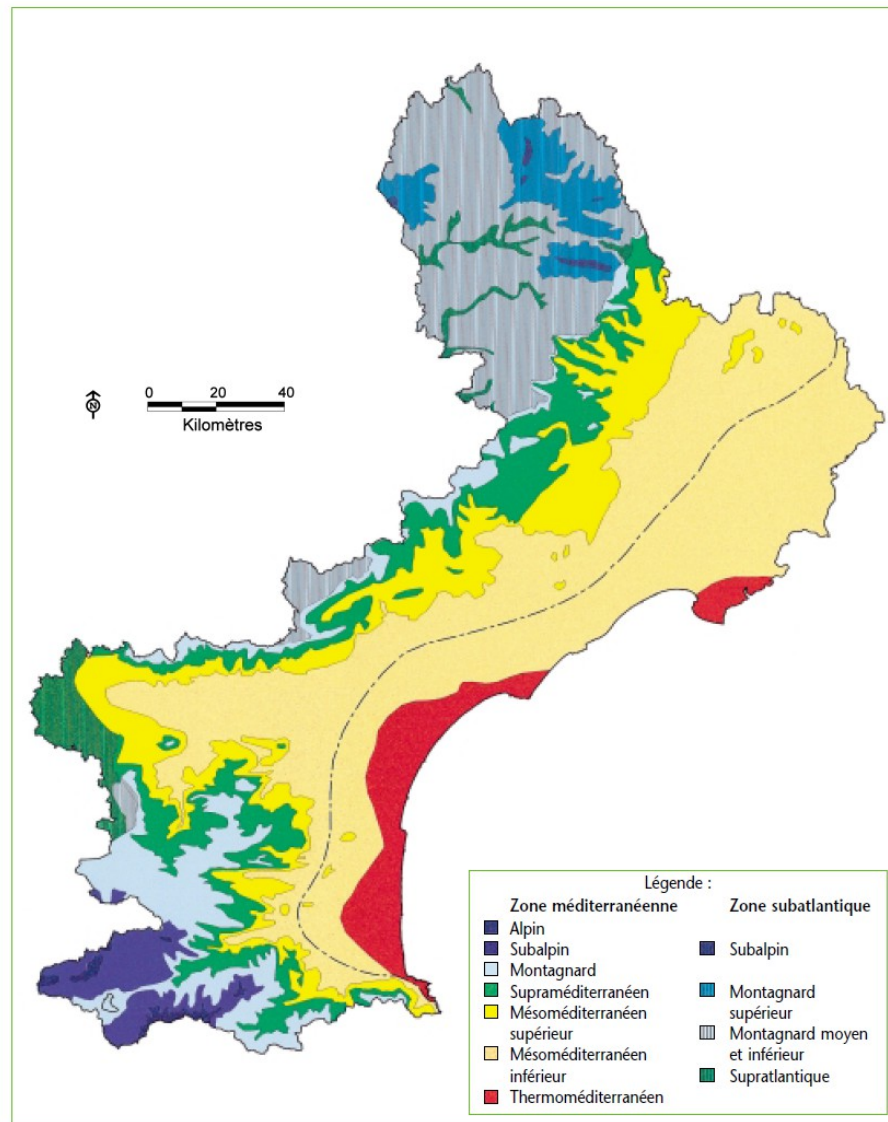 N
0 20 40
Kilomètres
Légende :
Zone méditerranéenne
Alpin
Subalpin
Montagnard
Supraméditerranéen
Mésoméditerranéen
supérieur
Mésoméditerranéen
inférieur
Thermoméditerranéen
Zone subatlantique
Subalpin
Montagnard
supérieur
Montagnard moyen
et inférieur
Supratlantique